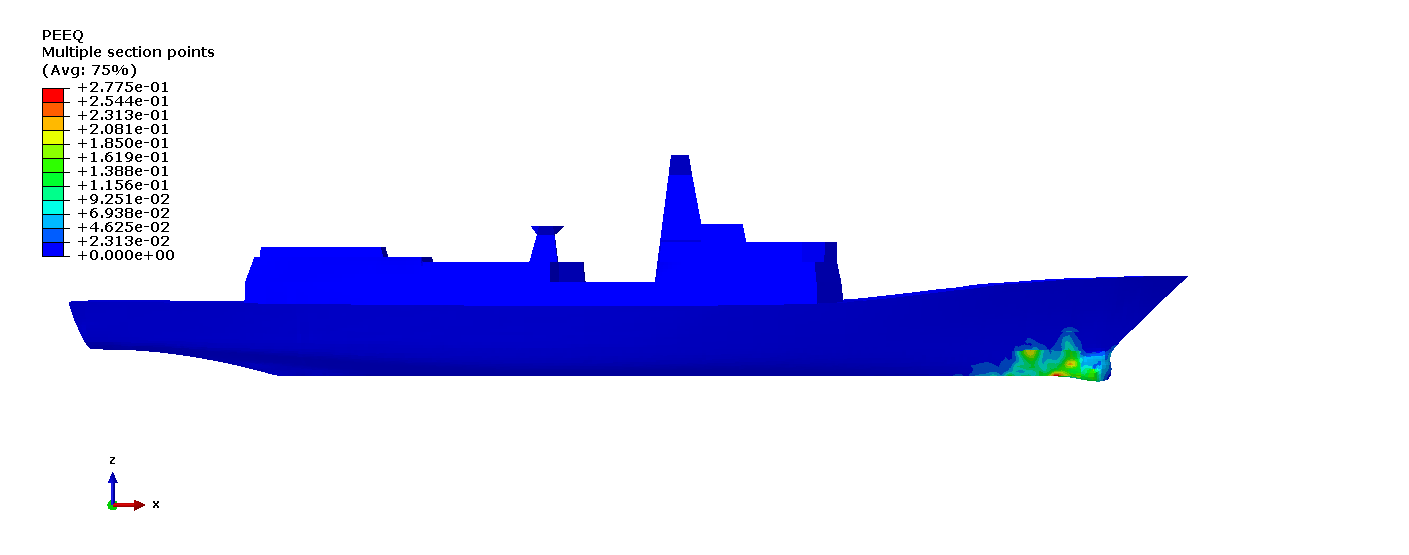 PEEQ
Multiple section points
(Avg: 75%)
+2.775e-01
+2.544e-01
+2.313e-01
+2.081e-01
+1.850e-01
+1.619e-01
+1.388e-01
+1.156e-01
+9.251e-02
+6.938e-02
+4.625e-02
+2.313e-02
+0.000e+00
z
x